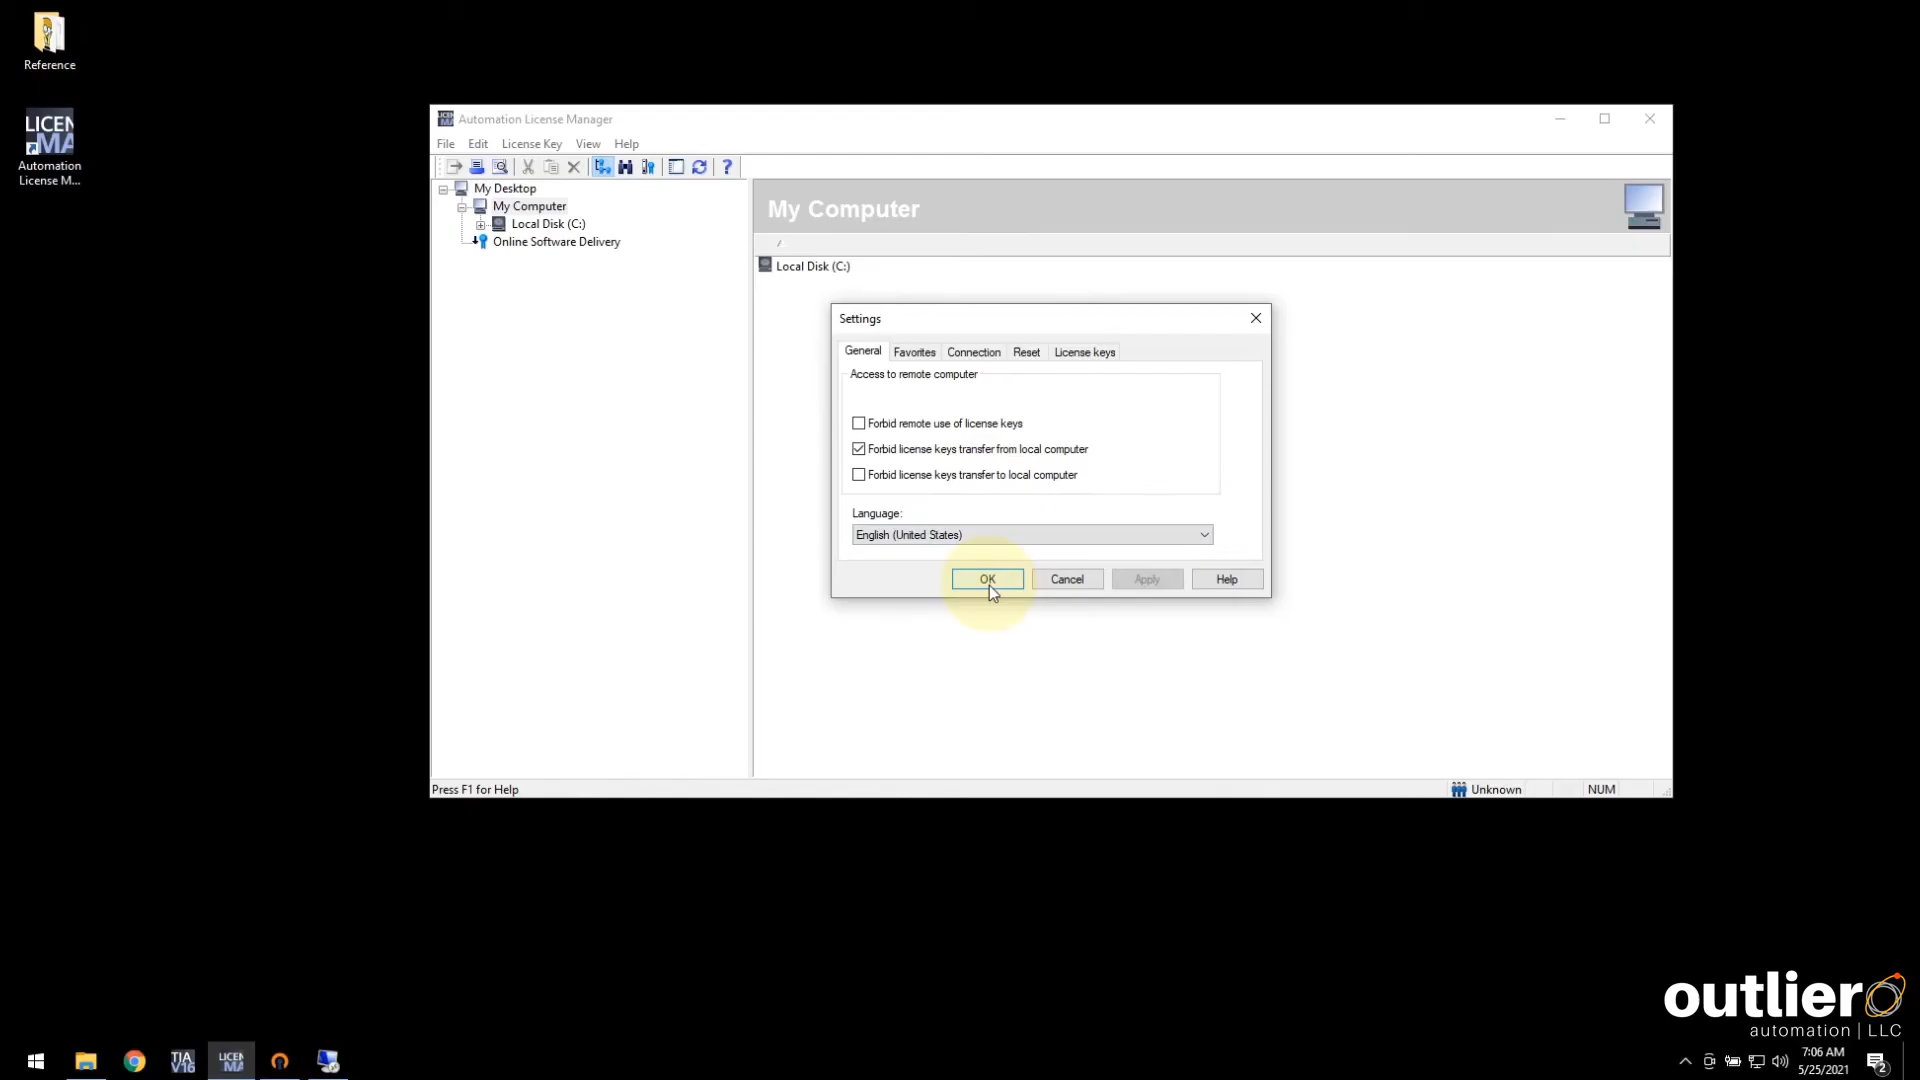 Reference
LICEN
MA
Automation
License M...
Automation License Manager
File Edit License Key View Help
My Desktop
My Computer
Local Disk (C:)
Online Software Delivery
My Computer
Local Disk (C:)
Settings
General Favorites Connection Reset License keys
Access to remote computer
Forbid remote use of license keys
Forbid license keys transfer from local computer
Forbid license keys transfer to local computer
Language:
English (United States)
OK Cancel Apply Help
Press F1 for Help Unknown NUM
outlier
automation | LLC
TIA
V16
LICEN
MA
7:06 AM
5/25/2021
2